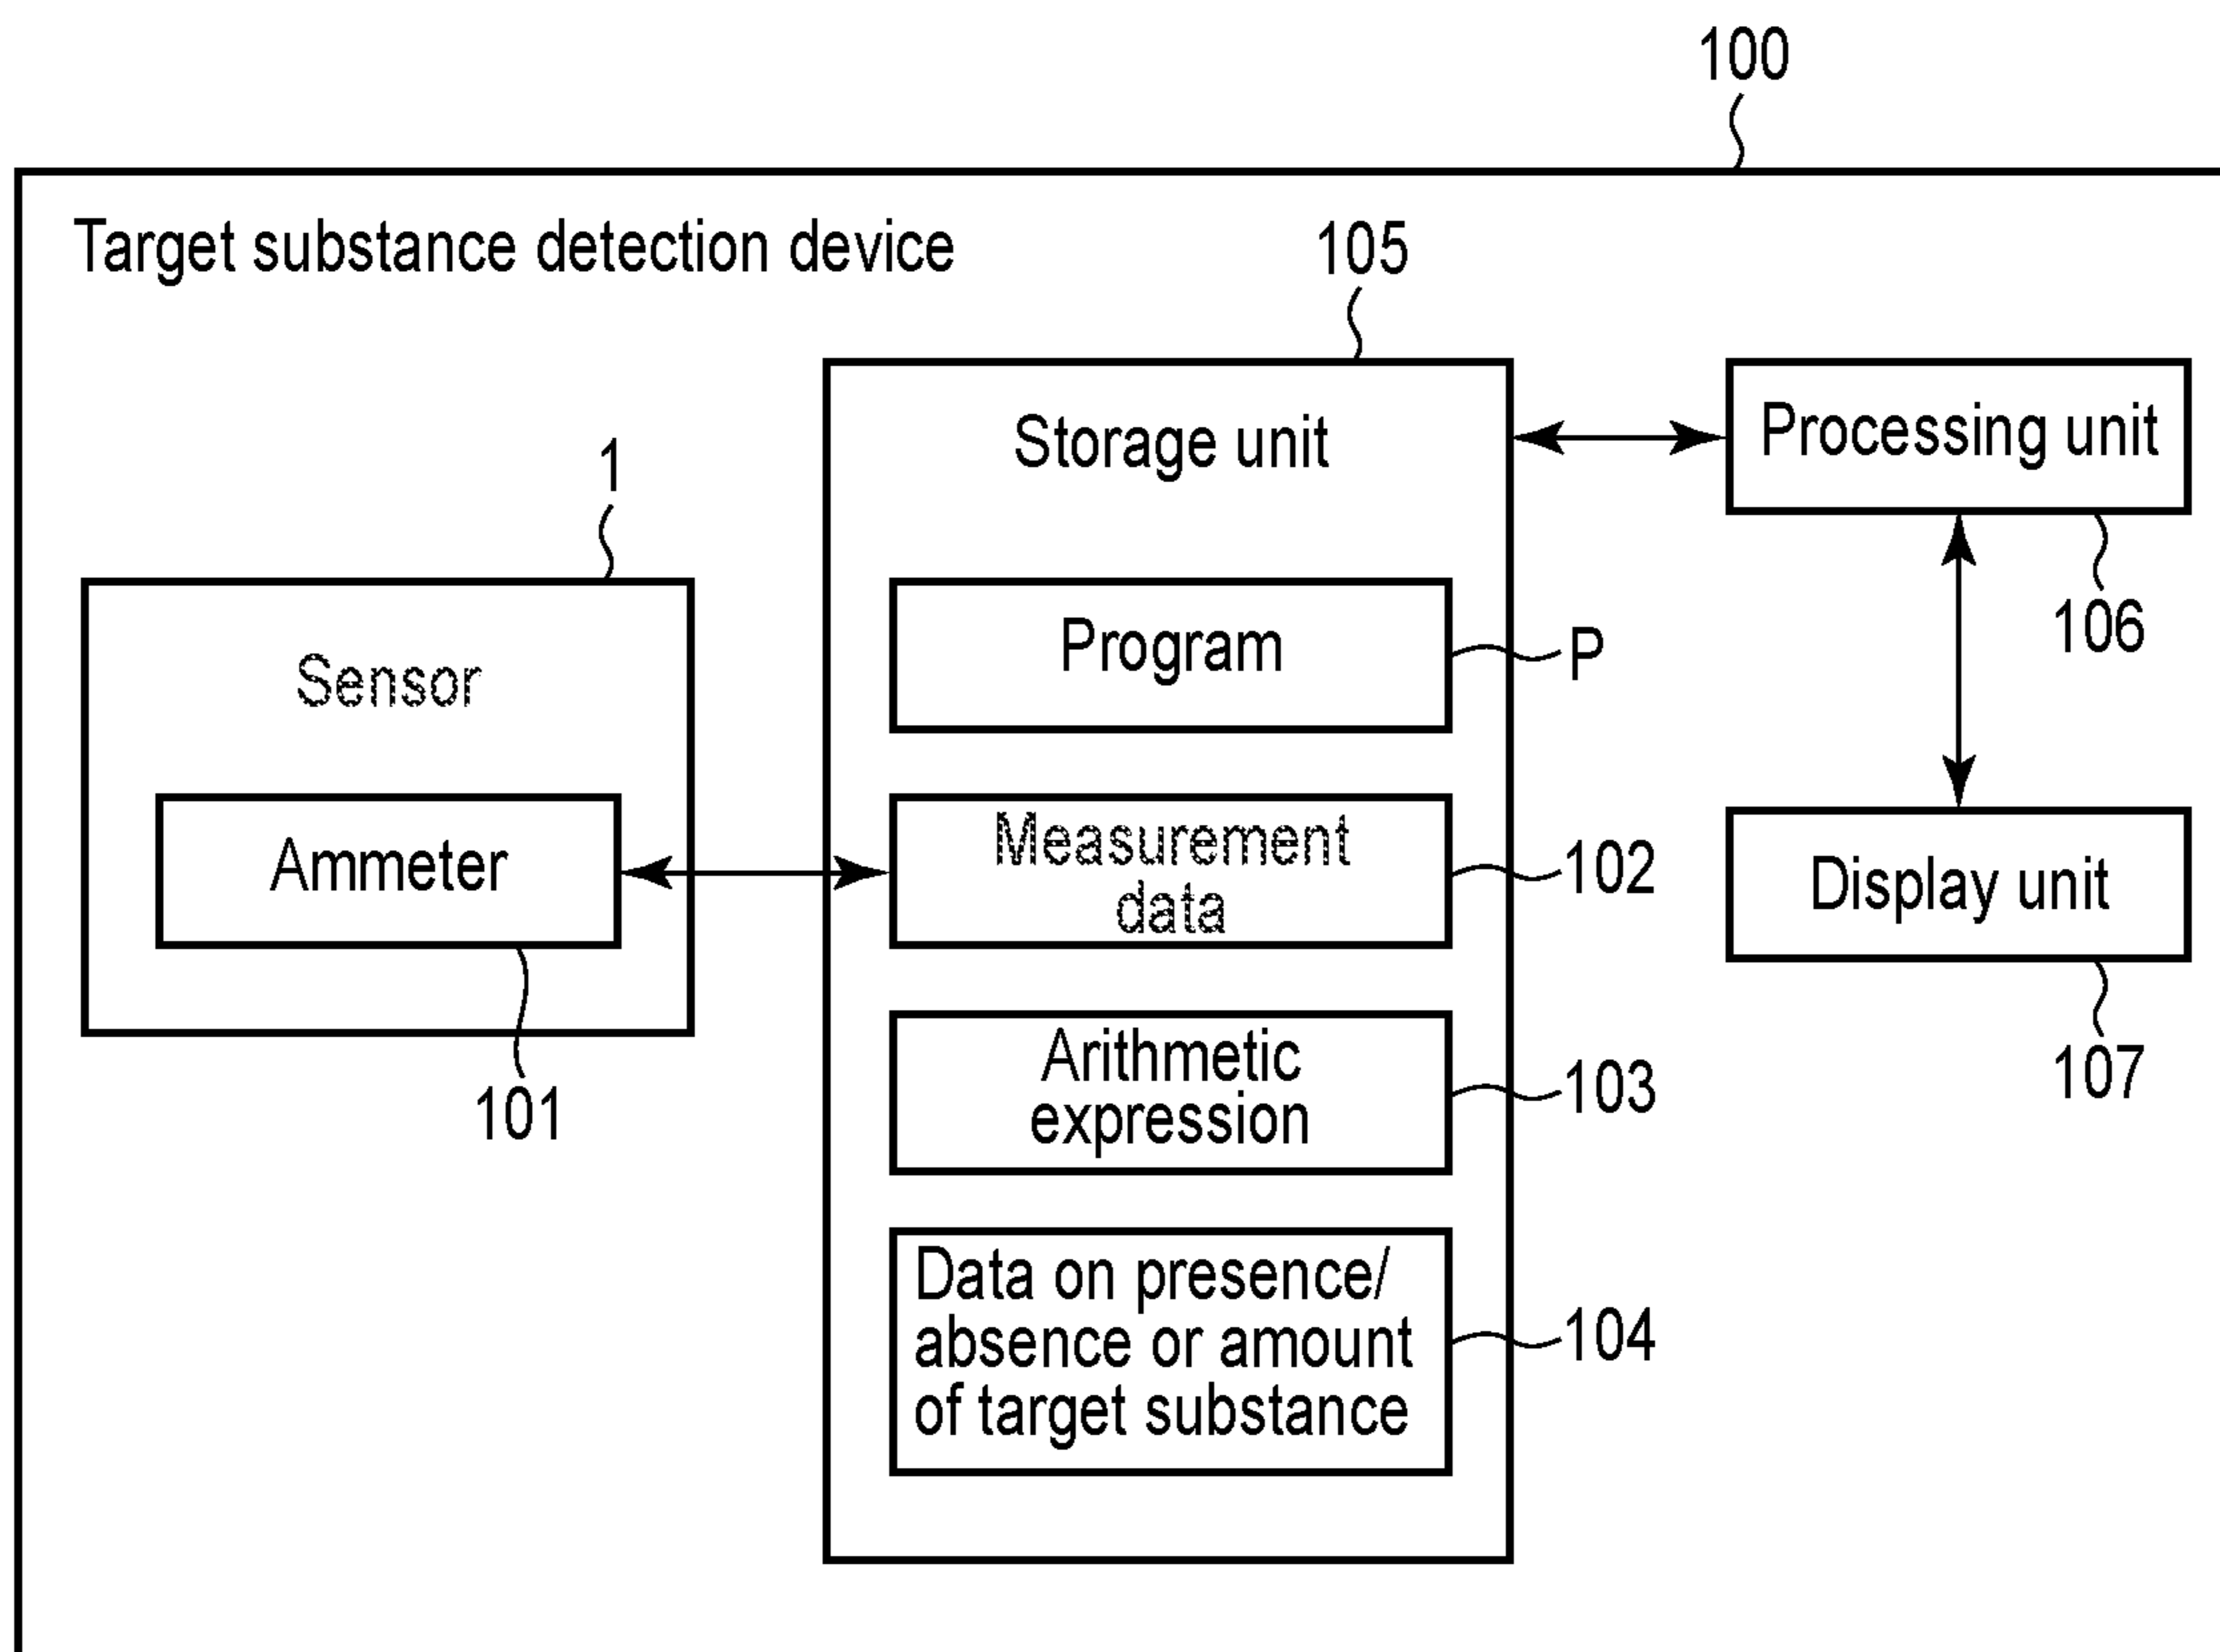 100
Target substance detection device
105
Storage unit
Processing unit
1
106
Sensor
Program
P
Ammeter
Measurement
data
102
Display unit
101
107
Arithmetic
expression
103
Data on presence/
absence or amount
of target substance
104